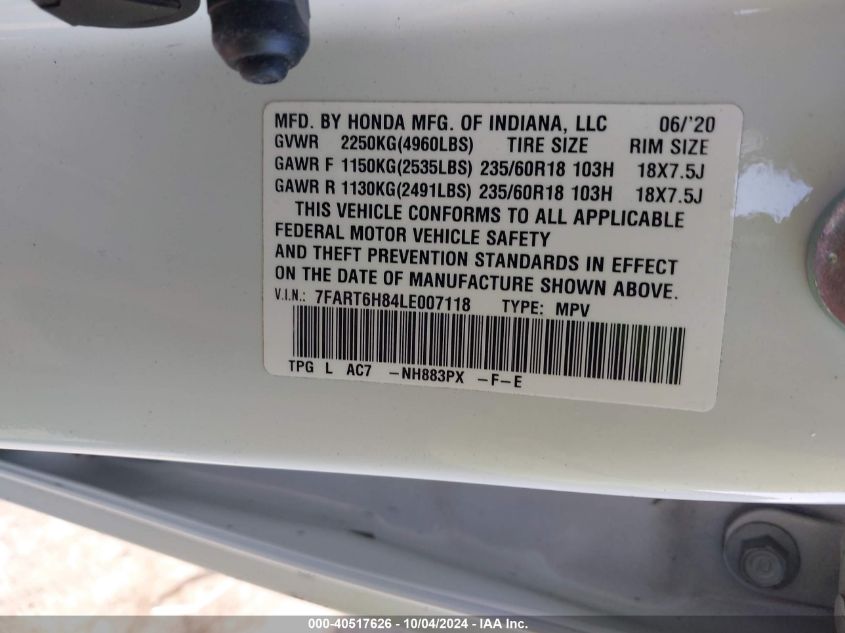 MFD. BY HONDA MFG. OF INDIANA, LLC 06/'20
GVWR 2250KG(4960LBS) TIRE SIZE RIM SIZE
GAWR F 1150KG(2535LBS) 235/60R18 103H 18X7.5J
GAWR R 1130KG(2491LBS) 235/60R18 103H 18X7.5J
THIS VEHICLE CONFORMS TO ALL APPLICABLE
FEDERAL MOTOR VEHICLE SAFETY
AND THEFT PREVENTION STANDARDS IN EFFECT
ON THE DATE OF MANUFACTURE SHOWN ABOVE.
V.I.N.: 7FART6H84LE007118 TYPE: MPV
TPG L AC7 -NH883PX -F-E
000-40517626 - 10/04/2024 - IAA Inc.